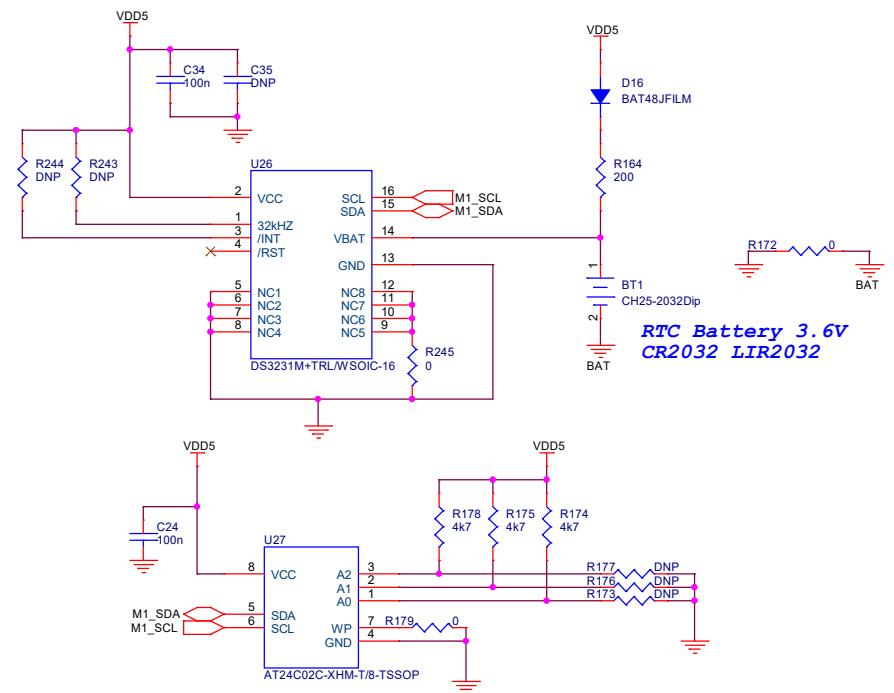 VDD5
C34
100n
C35
DNP
R244
DNP
R243
DNP
U26
2 VCC
1 32kHZ
3 /INT
4 /RST
5 NC1
6 NC2
7 NC3
8 NC4
SCL 16
SDA 15
VBAT 14
GND 13
NC8 12
NC7 11
NC6 10
NC5 9
M1_SCL
M1_SDA
R245
0
DS3231M+TRL/WSOIC-16
VDD5
D16
BAT48JFILM
R164
200
1
BT1
CH25-2032Dip
2
BAT
R172 0
BAT
RTC Battery 3.6V
CR2032 LIR2032
VDD5
C24
100n
U27
8 VCC
5 SDA
6 SCL
M1_SDA
M1_SCL
A2 3
A1 2
A0 1
WP 7
GND 4
AT24C02C-XHM-T/8-TSSOP
VDD5
R178
4k7
R175
4k7
R174
4k7
R177 DNP
R176 DNP
R173 DNP
R179 0